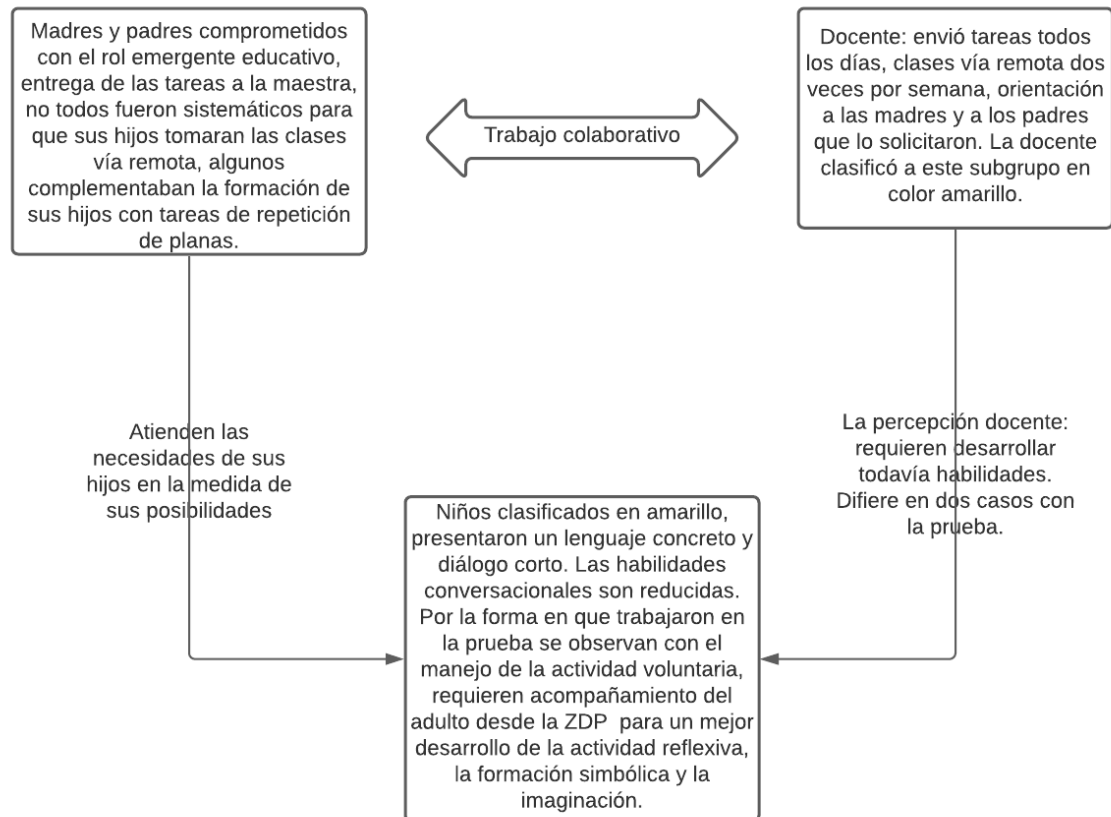 Madres y padres comprometidos
con el rol emergente educativo,
entrega de las tareas a la maestra,
no todos fueron sistemáticos para
que sus hijos tomaran las clases
vía remota, algunos
complementaban la formación de
sus hijos con tareas de repetición
de planas.
Trabajo colaborativo
Docente: envió tareas todos
los días, clases vía remota dos
veces por semana, orientación
a las madres y a los padres
que lo solicitaron. La docente
clasificó a este subgrupo en
color amarillo.
Atienden las
necesidades de sus
hijos en la medida de
sus posibilidades
La percepción docente:
requieren desarrollar
todavía habilidades.
Difiere en dos casos con
la prueba.
Niños clasificados en amarillo,
presentaron un lenguaje concreto y
diálogo corto. Las habilidades
conversacionales son reducidas.
Por la forma en que trabajaron en
la prueba se observan con el
manejo de la actividad voluntaria,
requieren acompañamiento del
adulto desde la ZDP para un mejor
desarrollo de la actividad reflexiva,
la formación simbólica y la
imaginación.